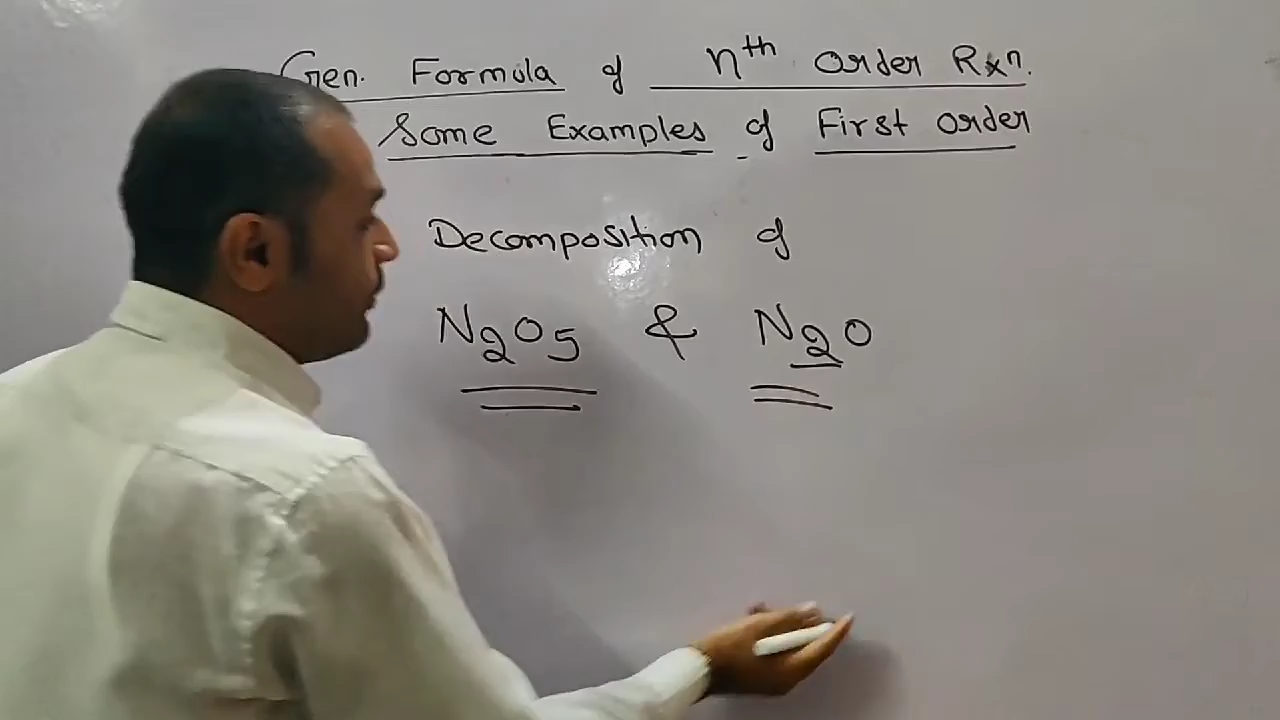 Gen. Formula of nth Order Rxn.
Some Examples of First Order
Decomposition of
N2O5 & N2O